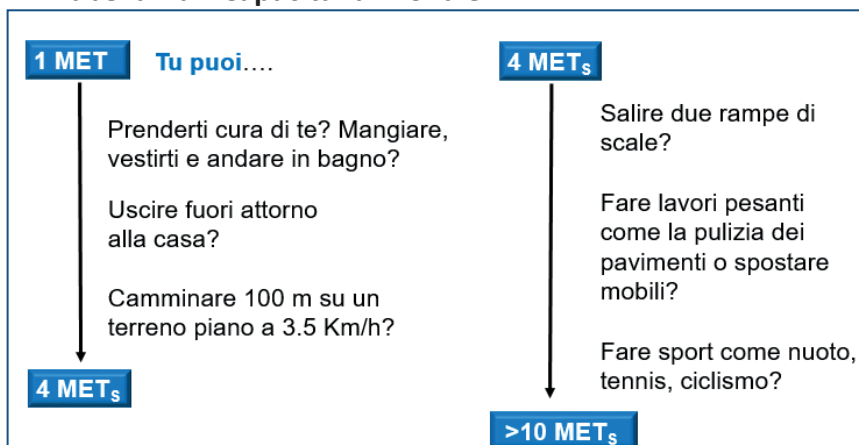 1 MET
Tu puoi....
Prenderti cura di te? Mangiare,
vestirti e andare in bagno?
Uscire fuori attorno
alla casa?
Camminare 100 m su un
terreno piano a 3.5 Km/h?
4 METs
4 METs
Salire due rampe di
scale?
Fare lavori pesanti
come la pulizia dei
pavimenti o spostare
mobili?
Fare sport come nuoto,
tennis, ciclismo?
>10 METs